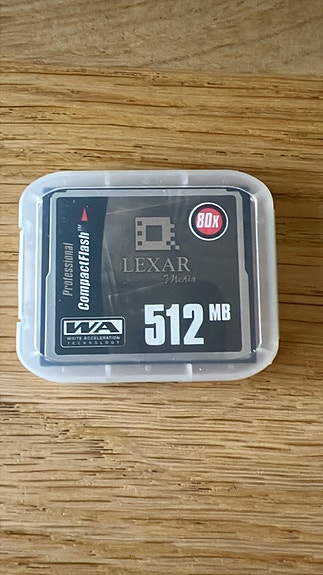 Professional
CompactFlash™
80x
LEXAR
Media
WA
WRITE ACCELERATION
TECHNOLOGY
512 MB